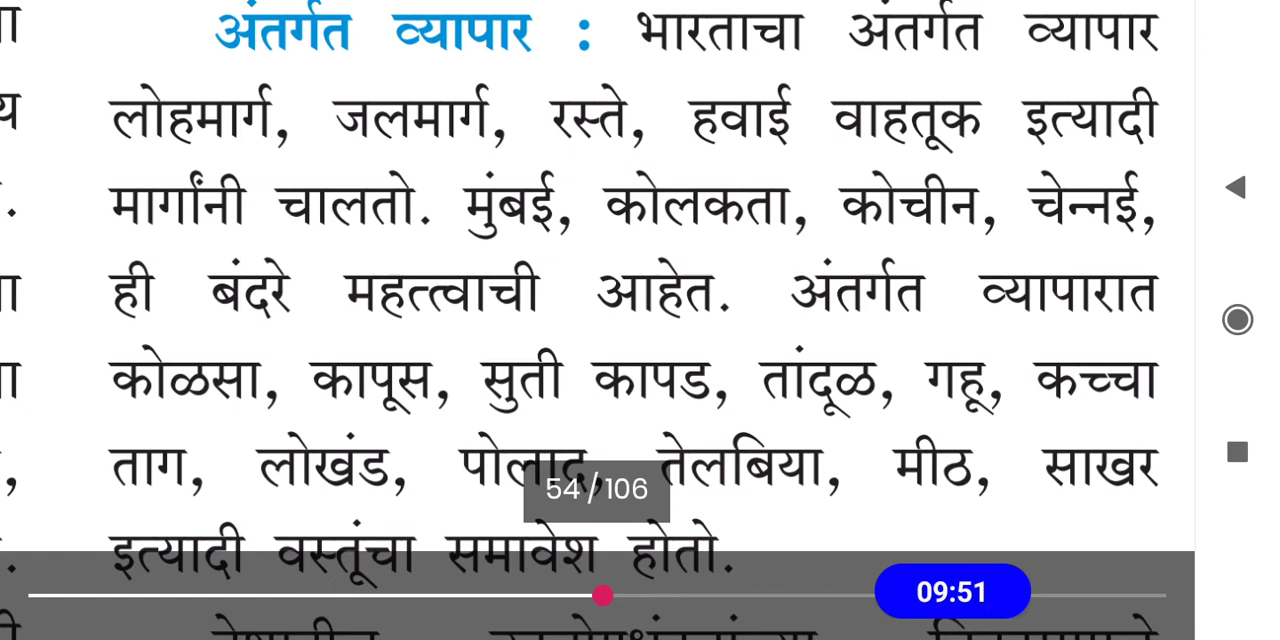 अंतर्गत व्यापार : भारताचा अंतर्गत व्यापार
लोहमार्ग, जलमार्ग, रस्ते, हवाई वाहतूक इत्यादी
मार्गांनी चालतो. मुंबई, कोलकता, कोचीन, चेन्नई,
ही बंदरे महत्त्वाची आहेत. अंतर्गत व्यापारात
कोळसा, कापूस, सुती कापड, तांदूळ, गहू, कच्चा
ताग, लोखंड, पोलाद, तेलबिया, मीठ, साखर
54 / 106
इत्यादी वस्तूंचा समावेश होतो.
09:51